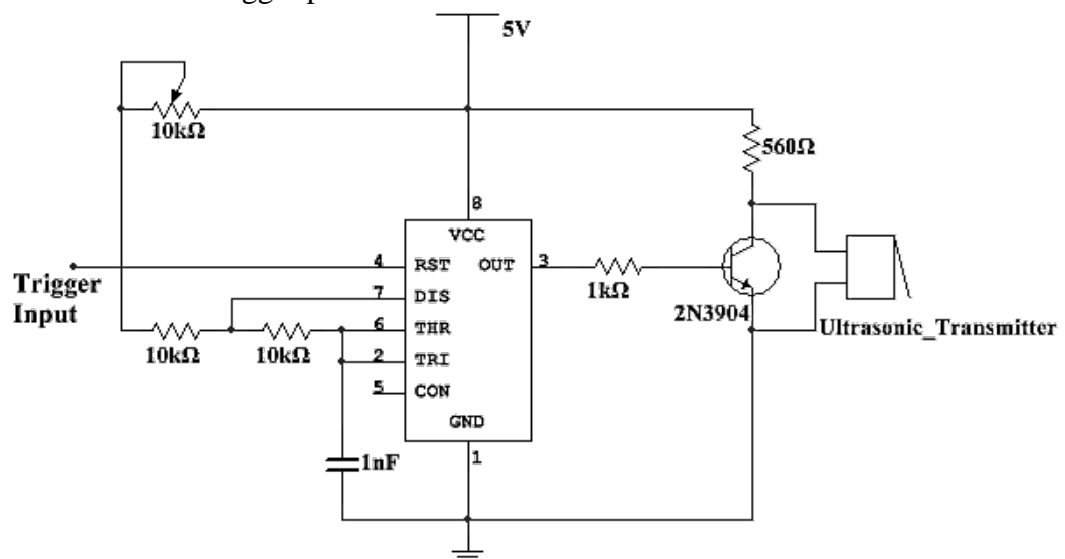 5V
10kΩ
560Ω
8
VCC
4
RST
OUT
3
7
DIS
1kΩ
2N3904
Trigger
Input
6
THR
10kΩ
10kΩ
2
TRI
Ultrasonic_Transmitter
5
CON
GND
1
1nF